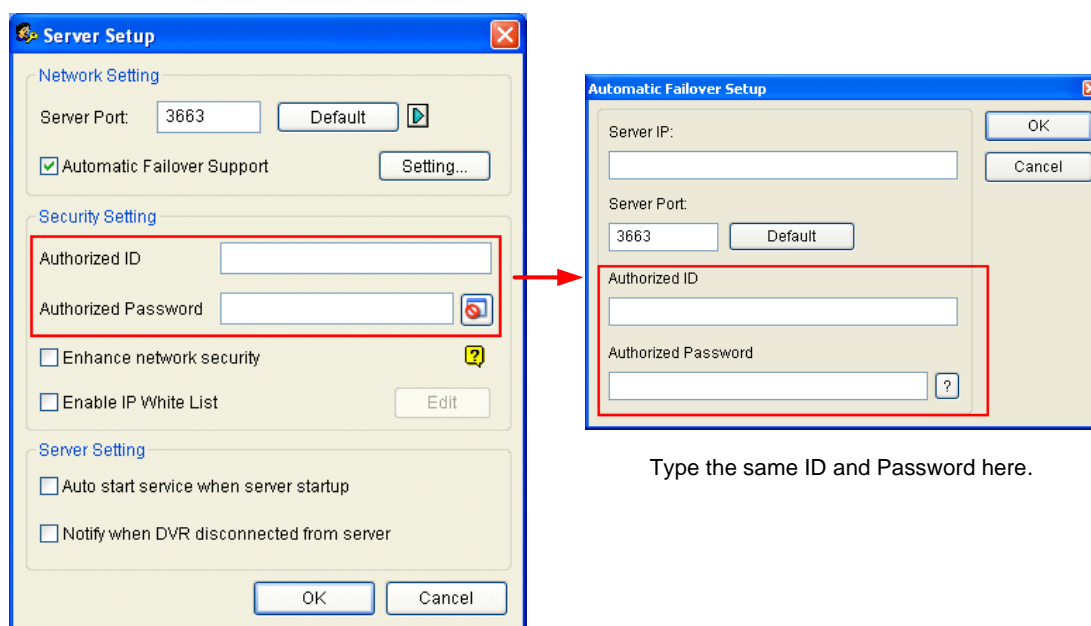 Server Setup
Network Setting
Server Port: 3663 Default
Automatic Failover Support Setting...
Security Setting
Authorized ID
Authorized Password
Enhance network security ?
Enable IP White List Edit
Server Setting
Auto start service when server startup
Notify when DVR disconnected from server
OK Cancel
Automatic Failover Setup
Server IP:
OK
Cancel
Server Port:
3663 Default
Authorized ID
Authorized Password
?
Type the same ID and Password here.